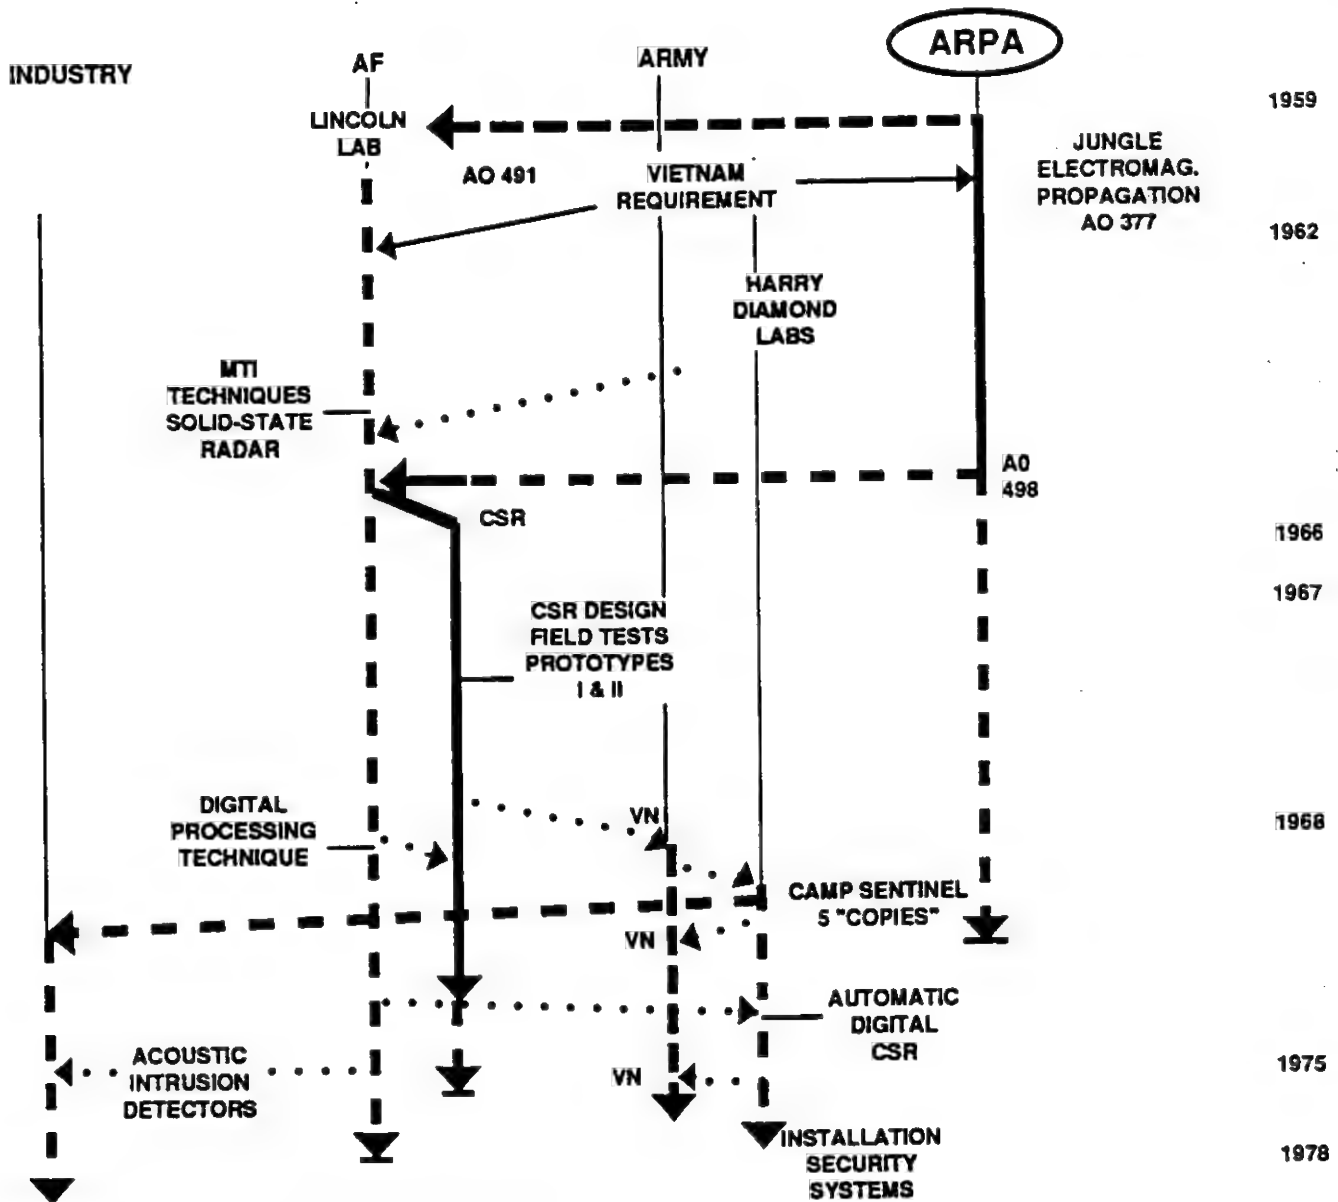 ARPA
INDUSTRY
AF
ARMY
1959
LINCOLN
LAB
JUNGLE
ELECTROMAG.
PROPAGATION
AO 377
AO 491
VIETNAM
REQUIREMENT
1962
HARRY
DIAMOND
LABS
MTI
TECHNIQUES
SOLID-STATE
RADAR
A0
498
CSR
1966
1967
CSR DESIGN
FIELD TESTS
PROTOTYPES
I & II
DIGITAL
PROCESSING
TECHNIQUE
VN
1968
CAMP SENTINEL
5 "COPIES"
VN
AUTOMATIC
DIGITAL
CSR
ACOUSTIC
INTRUSION
DETECTORS
VN
1975
INSTALLATION
SECURITY
SYSTEMS
1978